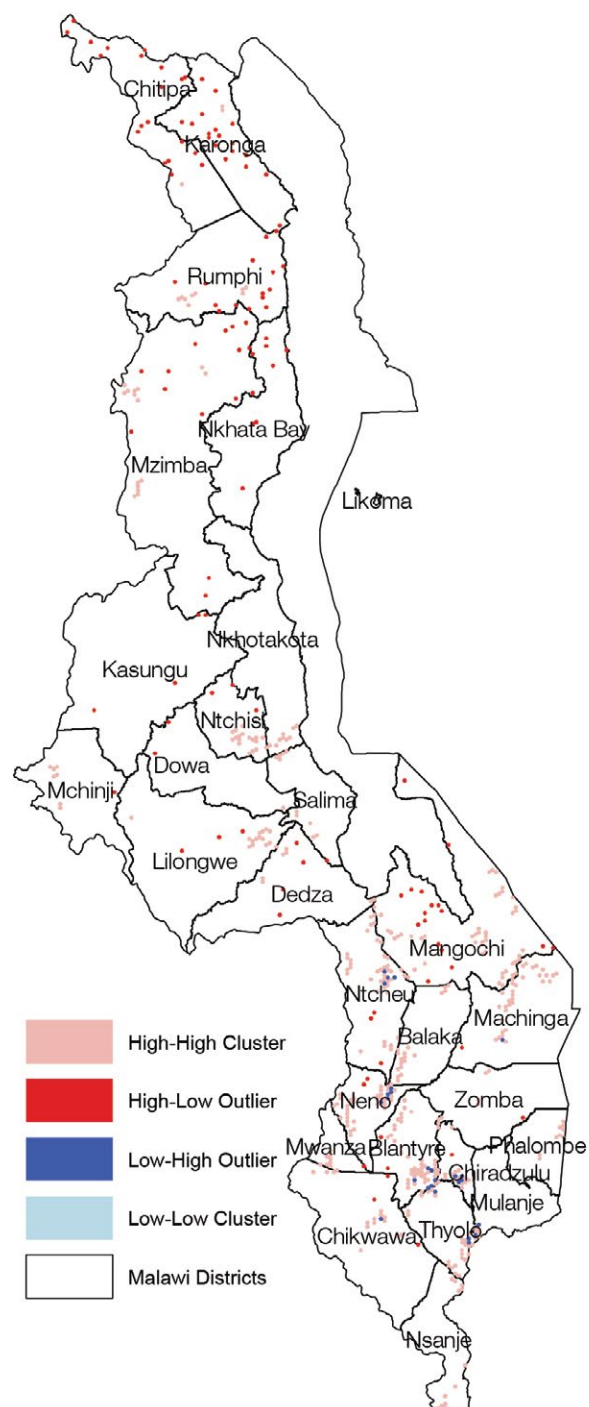 Chitipa
Karonga
Rumphi
Nkhata Bay
Mzimba
Likoma
Nkhotakota
Kasungu
Ntchisi
Dowa
Mchinji
Salima
Lilongwe
Dedza
Mangochi
Ntcheu
Machinga
Balaka
High-High Cluster
High-Low Outlier
Low-High Outlier
Low-Low Cluster
Malawi Districts
Neno
Zomba
Mwanza
Blantyre
Phalombe
Chiradzulu
Mulanje
Chikwawa
Thyolo
Nsanje